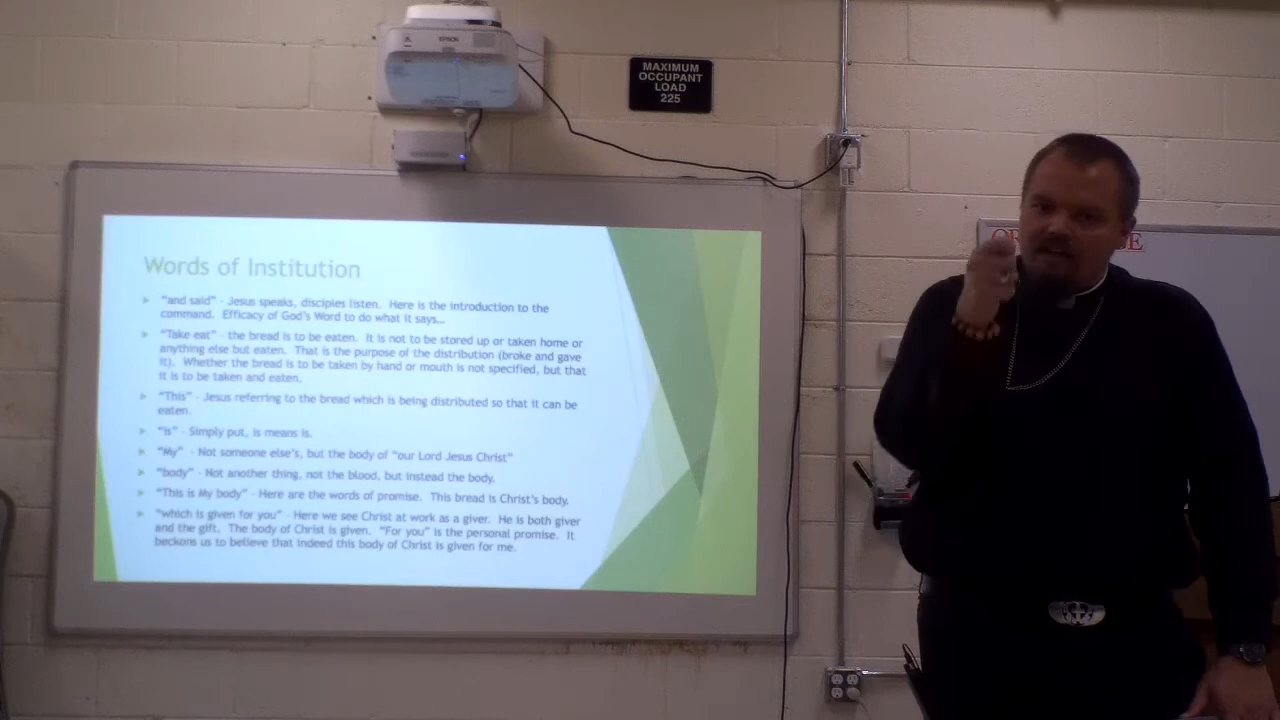 EPSON
MAXIMUM
OCCUPANT
LOAD
225
Words of Institution
"and said" - Jesus speaks, disciples listen. Here is the introduction to the
command. Efficacy of God's Word to do what it says...
"Take eat" - the bread is to be eaten. It is not to be stored up or taken home or
anything else but eaten. That is the purpose of the distribution (broke and gave
it). Whether the bread is to be taken by hand or mouth is not specified, but that
it is to be taken and eaten.
"This" - Jesus referring to the bread which is being distributed so that it can be
eaten.
"is" - Simply put, is means is.
"My" - Not someone else's, but the body of "our Lord Jesus Christ"
"body" - Not another thing, not the blood, but instead the body.
"This is My body" - Here are the words of promise. This bread is Christ's body.
"which is given for you" - Here we see Christ at work as a giver. He is both giver
and the gift. The body of Christ is given. "For you" is the personal promise. It
beckons us to believe that indeed this body of Christ is given for me.